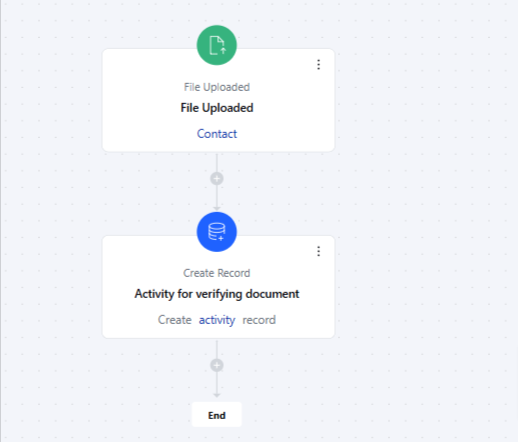 File Uploaded
File Uploaded
Contact
Create Record
Activity for verifying document
Create activity record
End